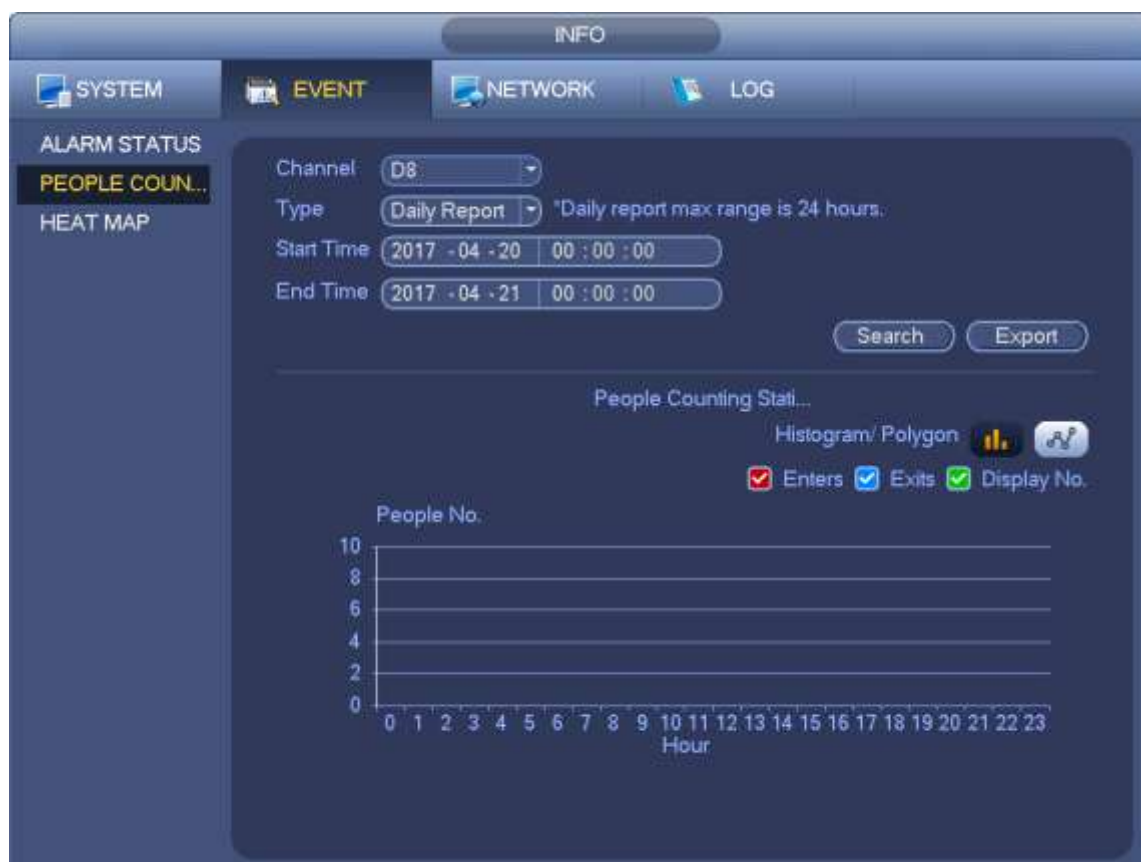 INFO
SYSTEM EVENT NETWORK LOG
ALARM STATUS
PEOPLE COUN...
HEAT MAP
Channel D8
Type Daily Report *Daily report max range is 24 hours.
Start Time 2017 - 04 - 20 00 : 00 : 00
End Time 2017 - 04 - 21 00 : 00 : 00
Search Export
People Counting Stati...
Histogram/ Polygon
Enters Exits Display No.
People No.
10
8
6
4
2
0
0 1 2 3 4 5 6 7 8 9 10 11 12 13 14 15 16 17 18 19 20 21 22 23
Hour